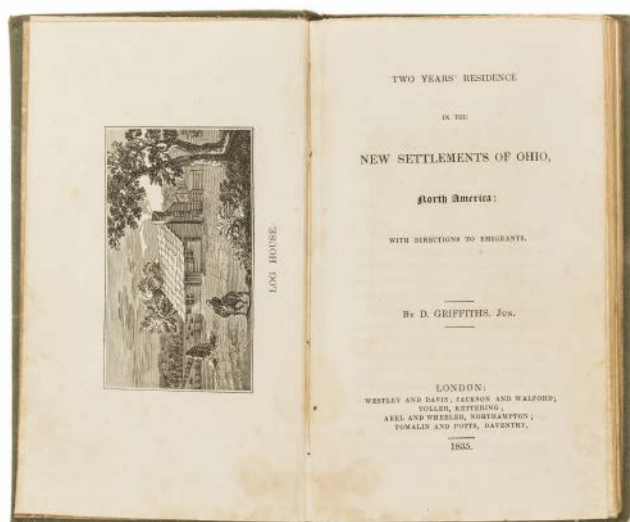 LOG HOUSE.
TWO YEARS' RESIDENCE
IN THE
NEW SETTLEMENTS OF OHIO,
North America:
WITH DIRECTIONS TO EMIGRANTS.
By D. GRIFFITHS, Jun.
LONDON:
WESTLEY AND DAVIS; JACKSON AND WALFORD;
TOLLER, KETTERING;
ABEL AND WHEELER, NORTHAMPTON;
TOMALIN AND POTTS, DAVENTRY.
1835.